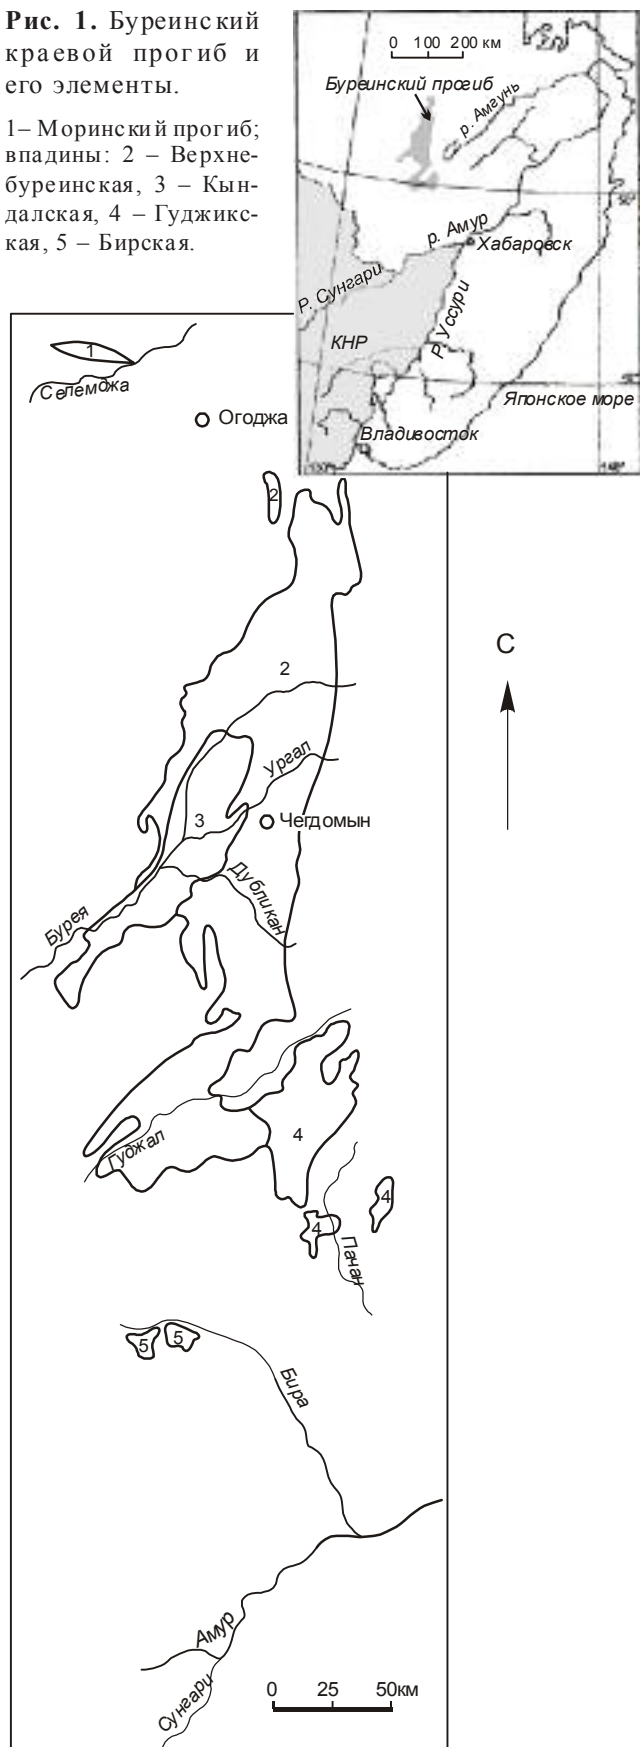 Рис. 1. Буреинский
краевой прогиб и
его элементы.
1– Моринский прогиб;
впадины: 2 – Верхне-
буреинская, 3 – Кын-
далская, 4 – Гуджикс-
кая, 5 – Бирская.
0 100 200 км
Буреинский прогиб
р. Амгунь
50°
р. Амур
Хабаровск
Р. Сунгари
Р. Уссури
КНР
Японское море
Владивосток
130°
1
Селемджа
Огоджа
2
2
С
Ургал
3
Чегдомын
Дубликан
Бурея
4
Гуджал
4
4
Пачан
5
5
Бира
Амур
Сунгари
0 25 50км